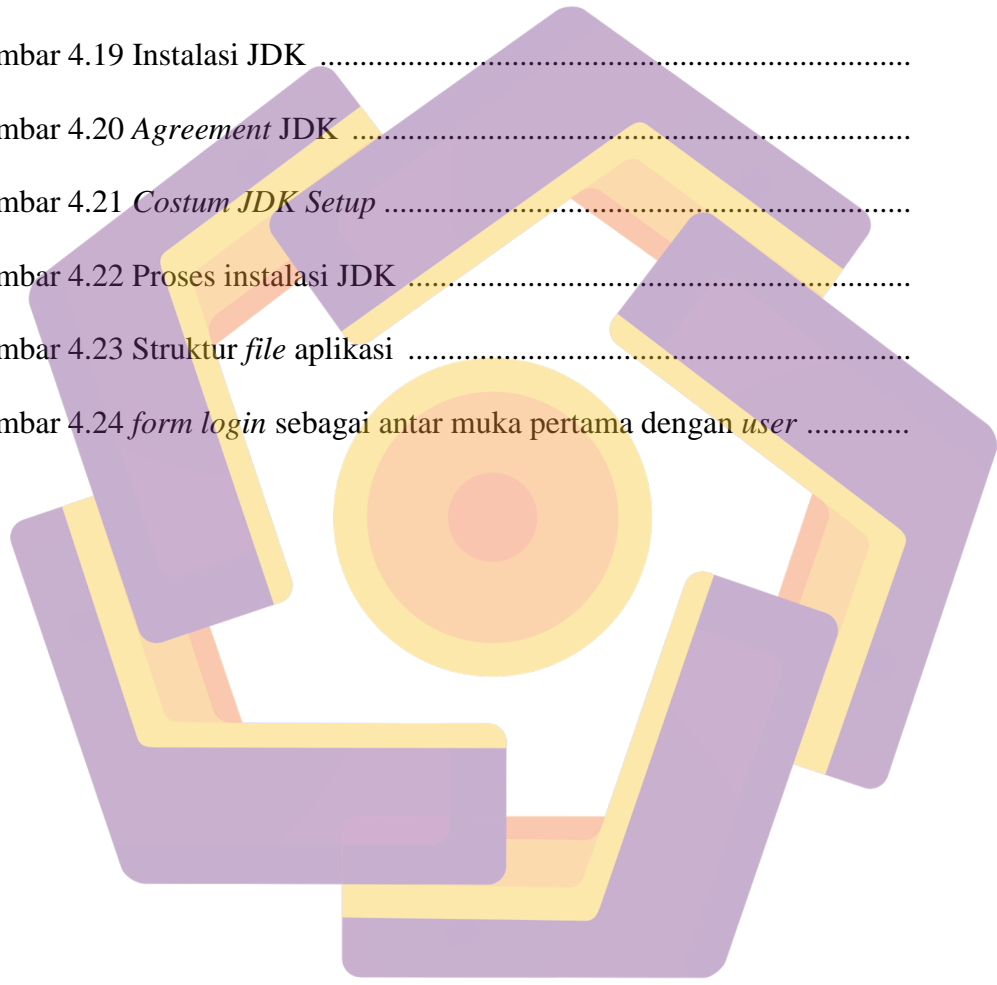 mbar 4.19 Instalasi JDK ........................................................................
mbar 4.20 Agreement JDK ....................................................................
mbar 4.21 Costum JDK Setup ................................................................
mbar 4.22 Proses instalasi JDK .............................................................
mbar 4.23 Struktur file aplikasi .............................................................
mbar 4.24 form login sebagai antar muka pertama dengan user .............